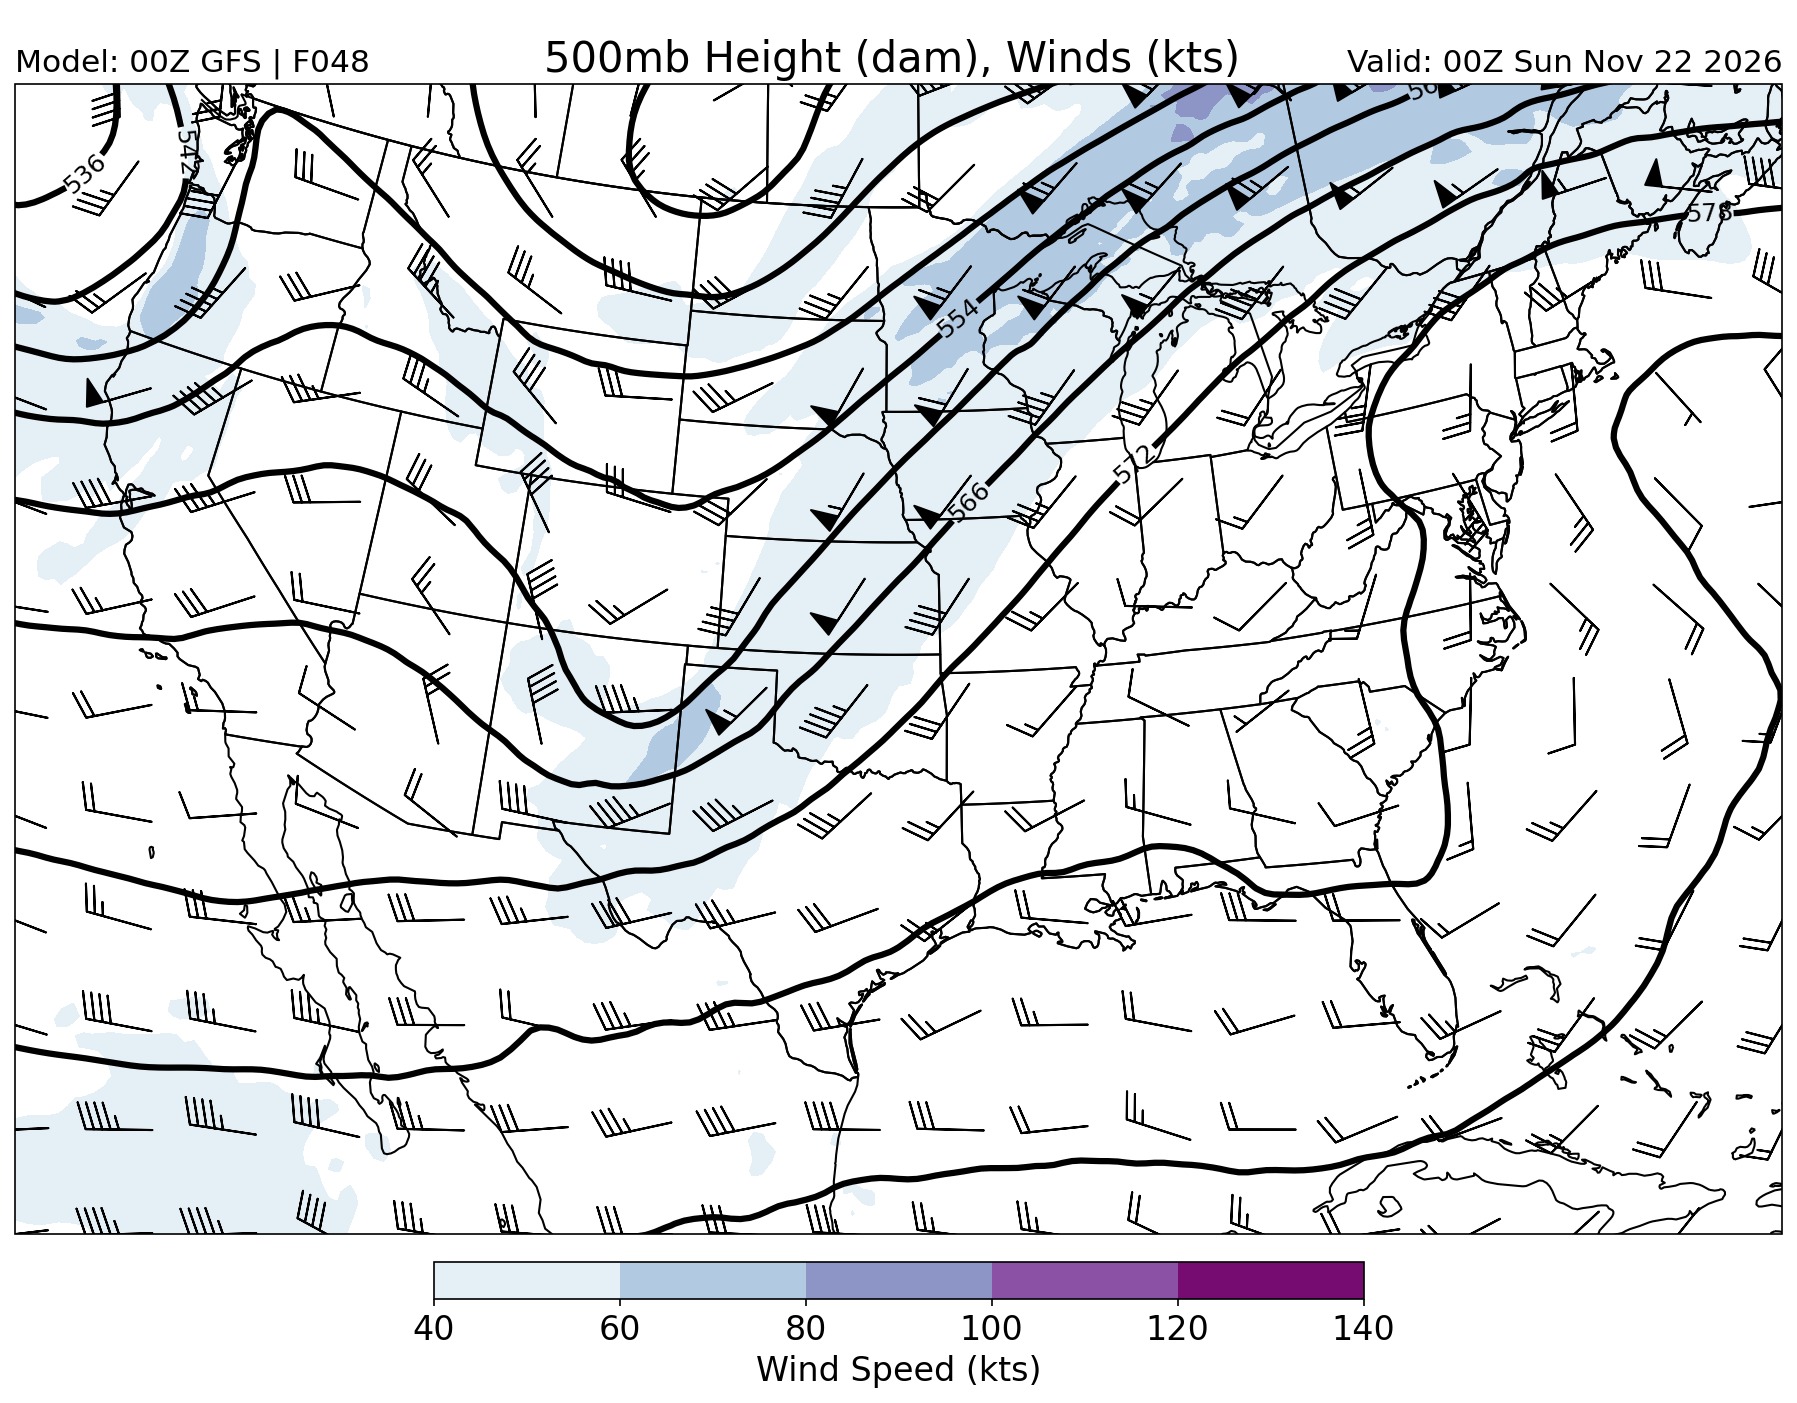 Model: 00Z GFS | F048
500mb Height (dam), Winds (kts)
Valid: 00Z Sun Nov 22 2026
536
542
578
554
572
566
40 60 80 100 120 140
Wind Speed (kts)